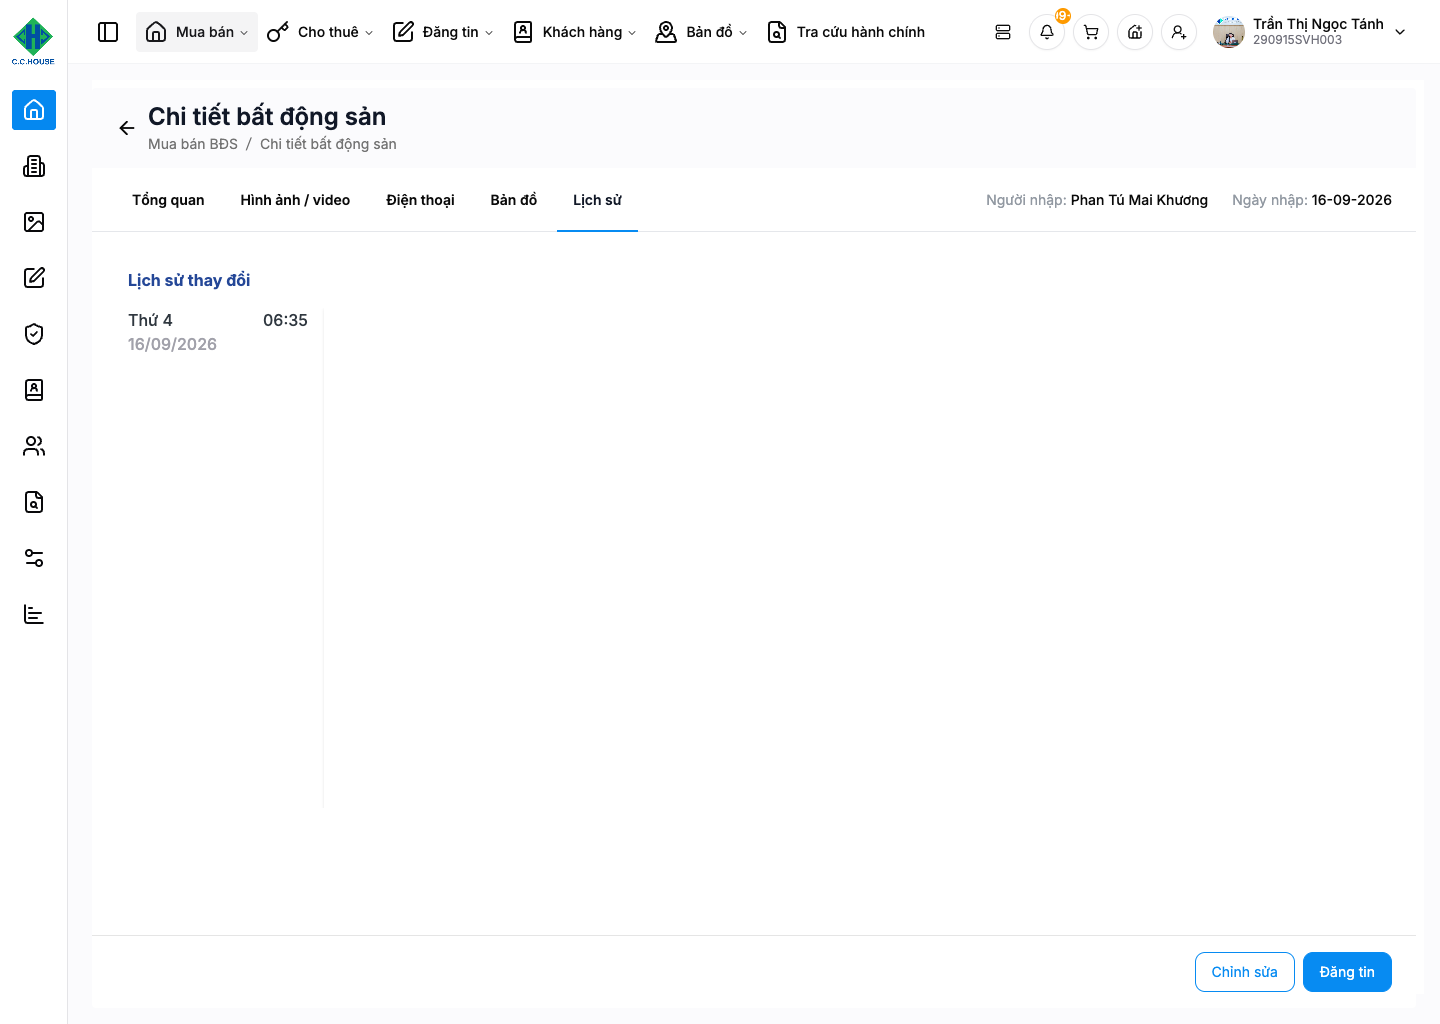 C.C.HOUSE
Mua bán
Cho thuê
Đăng tin
Khách hàng
Bản đồ
Tra cứu hành chính
Trần Thị Ngọc Tánh
290915SVH003
Chi tiết bất động sản
Mua bán BĐS / Chi tiết bất động sản
Tổng quan
Hình ảnh / video
Điện thoại
Bản đồ
Lịch sử
Người nhập: Phan Tú Mai Khương
Ngày nhập: 16-09-2026
Lịch sử thay đổi
Thứ 4 06:35
16/09/2026
Chỉnh sửa
Đăng tin